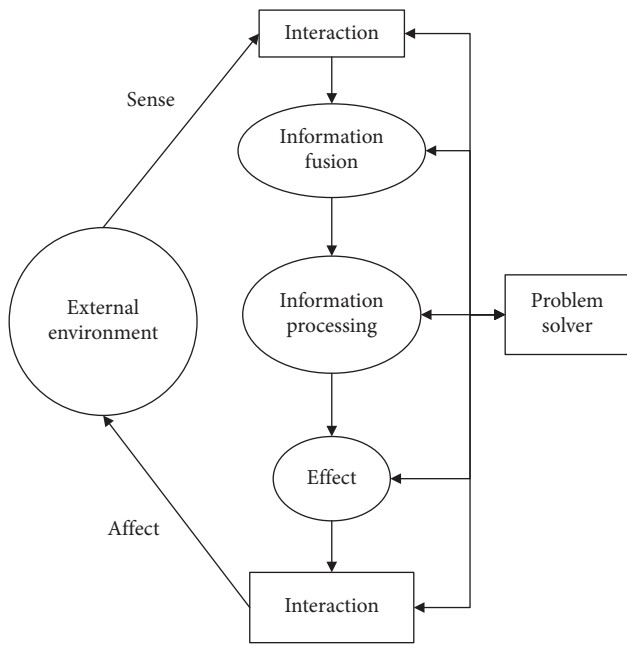 Interaction
Sense
Information
fusion
External
environment
Information
processing
Problem
solver
Effect
Affect
Interaction